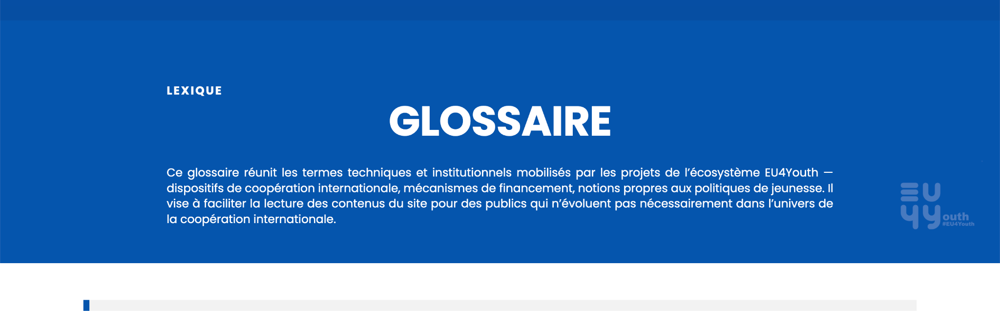 LEXIQUE
GLOSSAIRE
Ce glossaire réunit les termes techniques et institutionnels mobilisés par les projets de l’écosystème EU4Youth —
dispositifs de coopération internationale, mécanismes de financement, notions propres aux politiques de jeunesse. Il
vise à faciliter la lecture des contenus du site pour des publics qui n’évoluent pas nécessairement dans l’univers de
la coopération internationale.
EU
4Youth
#EU4Youth